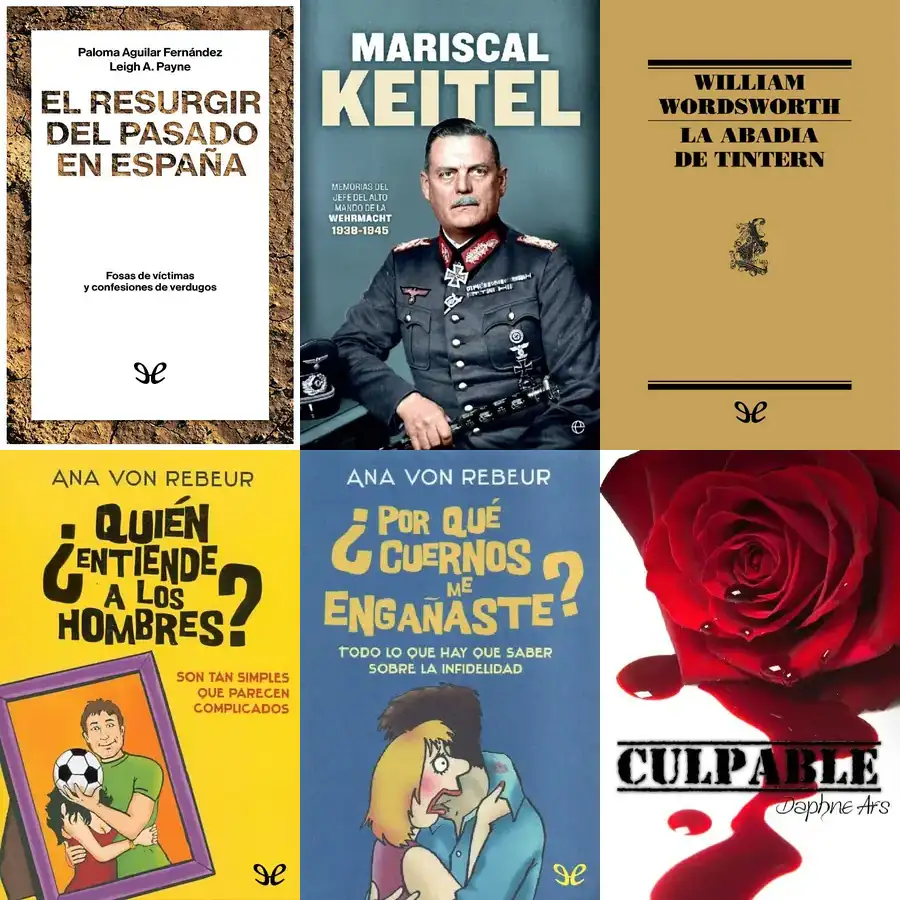 Paloma Aguilar Fernández
Leigh A. Payne
EL RESURGIR
DEL PASADO
EN ESPAÑA
Fosas de víctimas
y confesiones de verdugos
MARISCAL
KEITEL
MEMORIAS DEL
JEFE DEL ALTO
MANDO DE LA
WEHRMACHT
1938-1945
WILLIAM
WORDSWORTH
LA ABADIA
DE TINTERN
ANA VON REBEUR
¿QUIÉN
ENTIENDE
A LOS
HOMBRES?
SON TAN SIMPLES
QUE PARECEN
COMPLICADOS
ANA VON REBEUR
¿POR QUÉ
CUERNOS
ME
ENGAÑASTE?
TODO LO QUE HAY QUE SABER
SOBRE LA INFIDELIDAD
CULPABLE
Daphne Ars